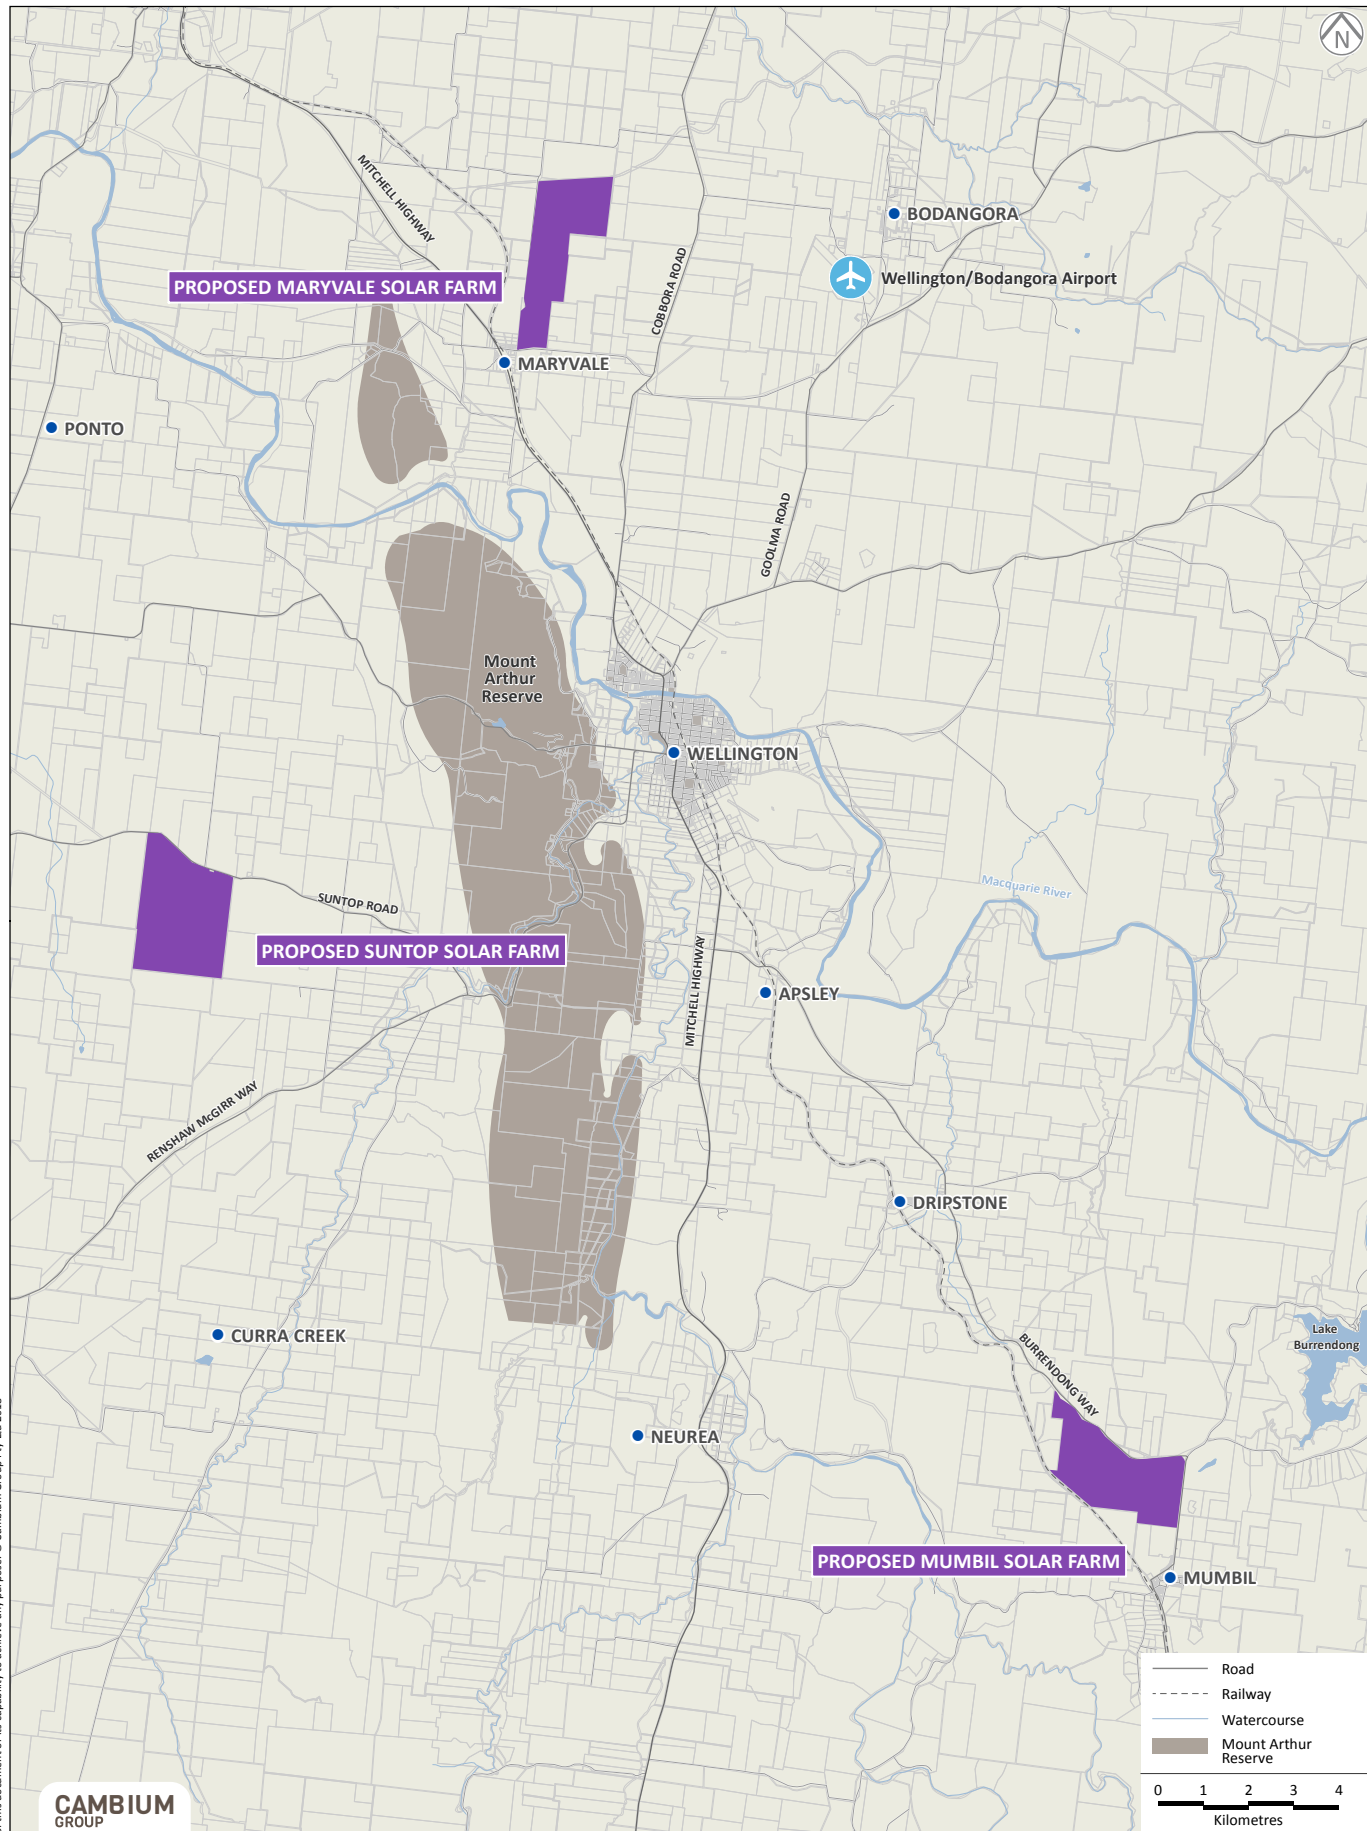 N
MITCHELL HIGHWAY
BODANGORA
Wellington/Bodangora Airport
PROPOSED MARYVALE SOLAR FARM
COBBORA ROAD
MARYVALE
PONTO
GOOLMA ROAD
Mount
Arthur
Reserve
WELLINGTON
Macquarie River
SUNTOP ROAD
PROPOSED SUNTOP SOLAR FARM
MITCHELL HIGHWAY
APSLEY
RENSHAW McGIRR WAY
DRIPSTONE
CURRA CREEK
Lake
Burrendong
BURRENDONG WAY
NEUREA
PROPOSED MUMBIL SOLAR FARM
MUMBIL
Road
Railway
Watercourse
Mount Arthur
Reserve
0 1 2 3 4
Kilometres
CAMBIUM
GROUP